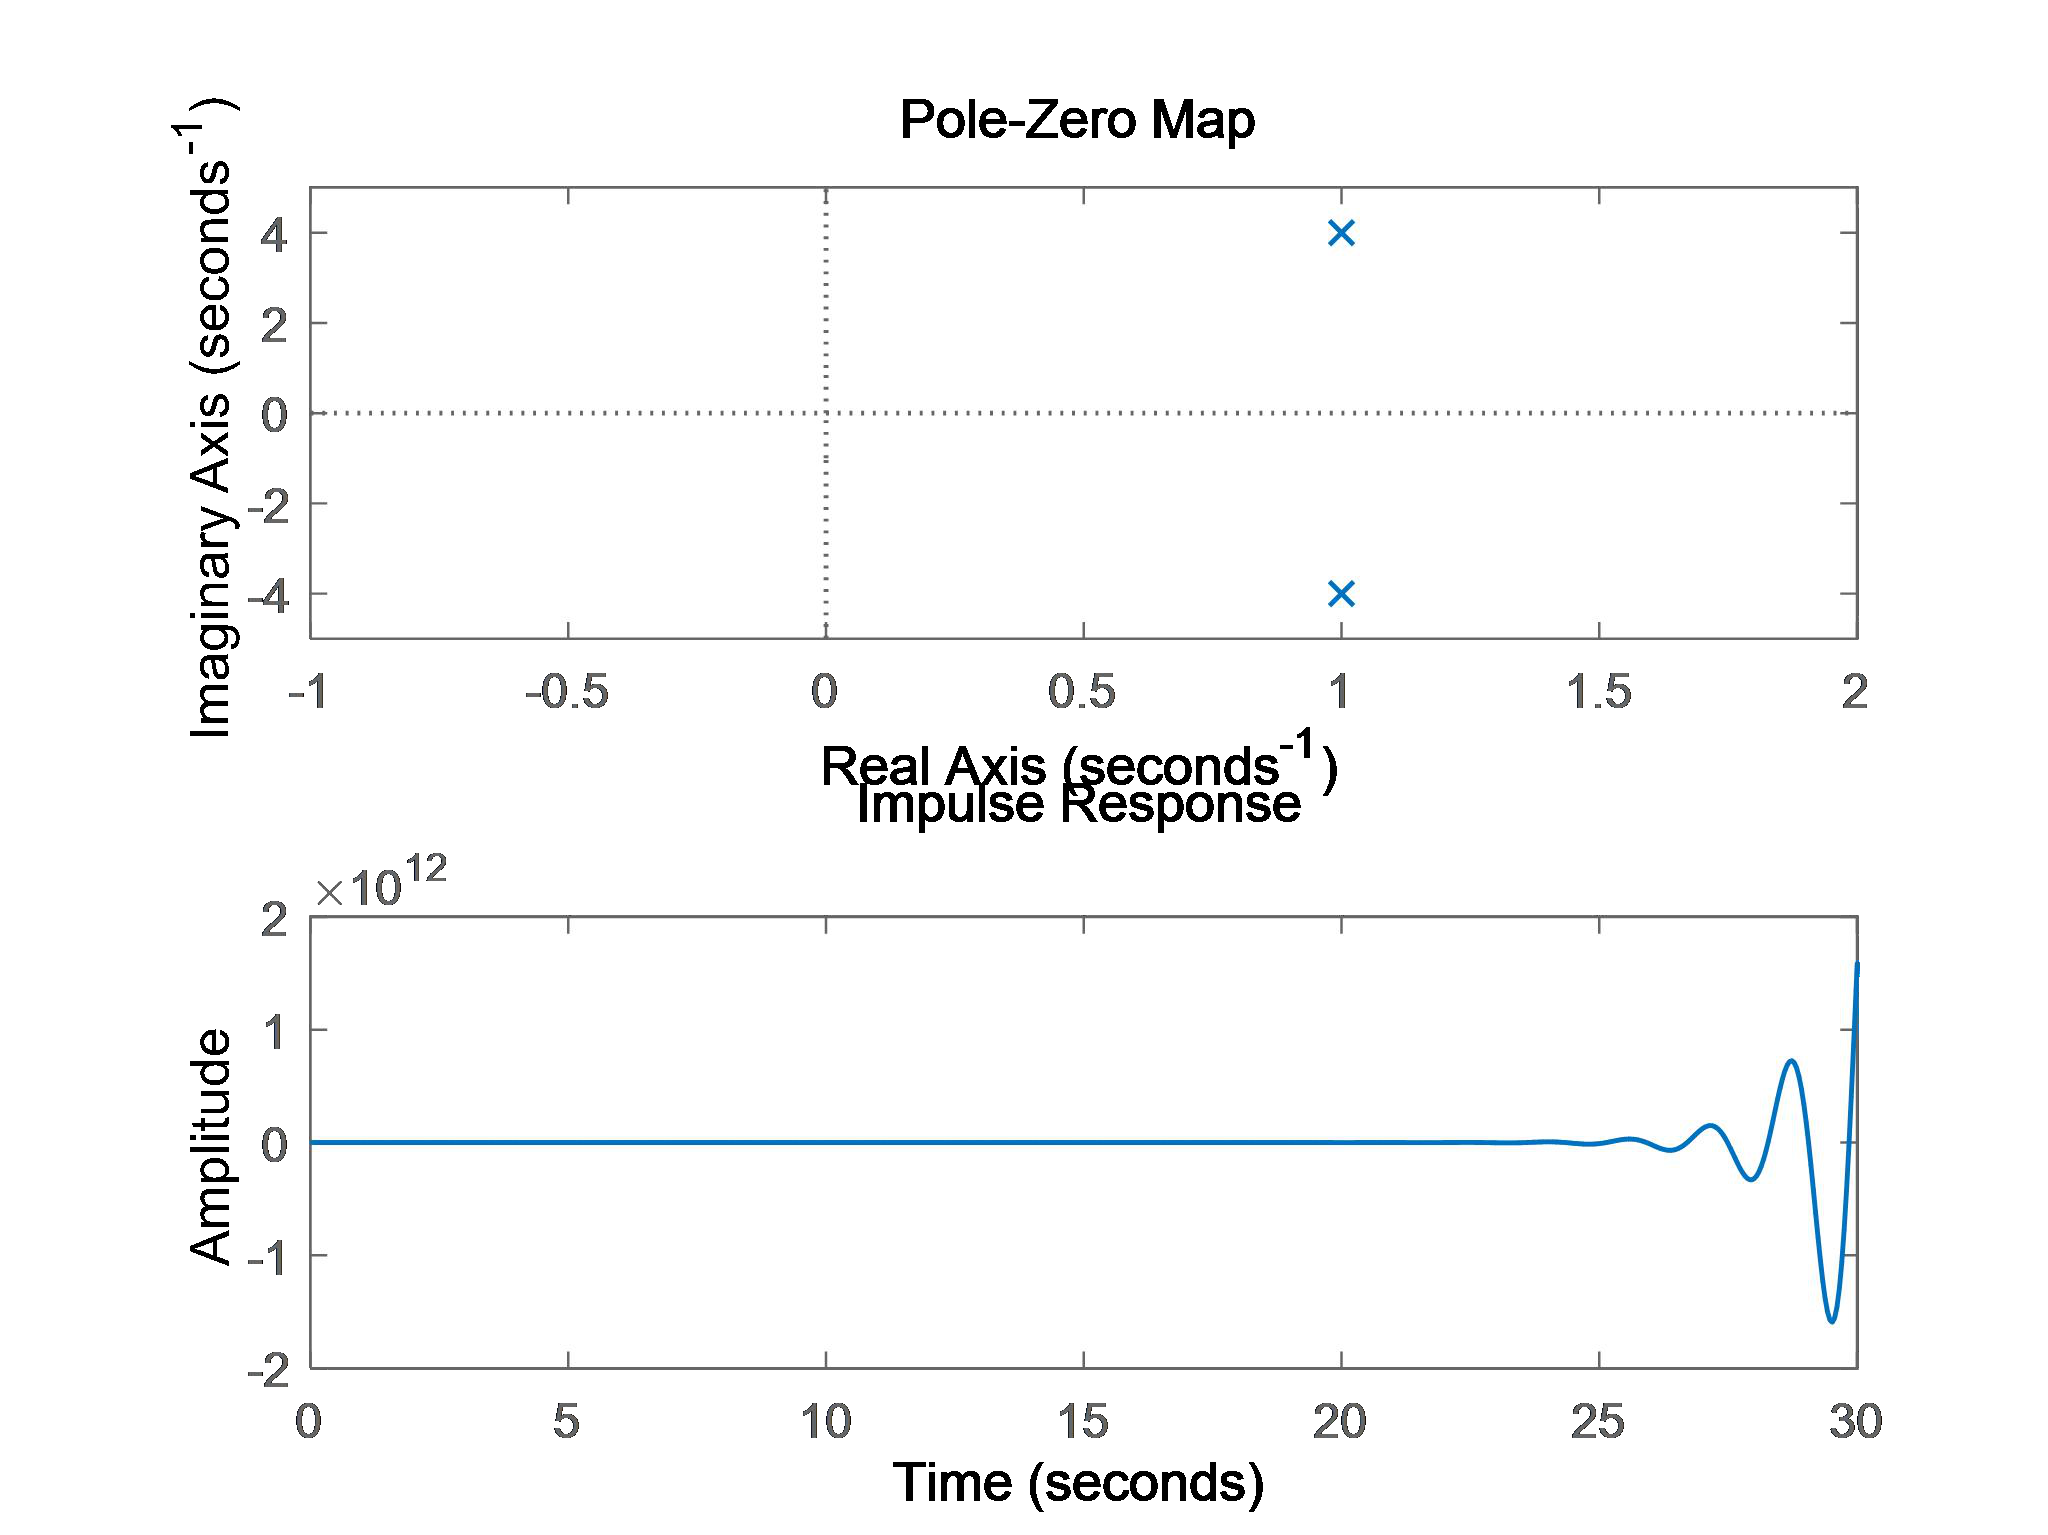 Pole-Zero Map
Imaginary Axis (seconds-1)
4
2
0
-2
-4
-1 -0.5 0 0.5 1 1.5 2
Real Axis (seconds-1)
Impulse Response
×10 12
2
1
0
-1
-2
Amplitude
0 5 10 15 20 25 30
Time (seconds)